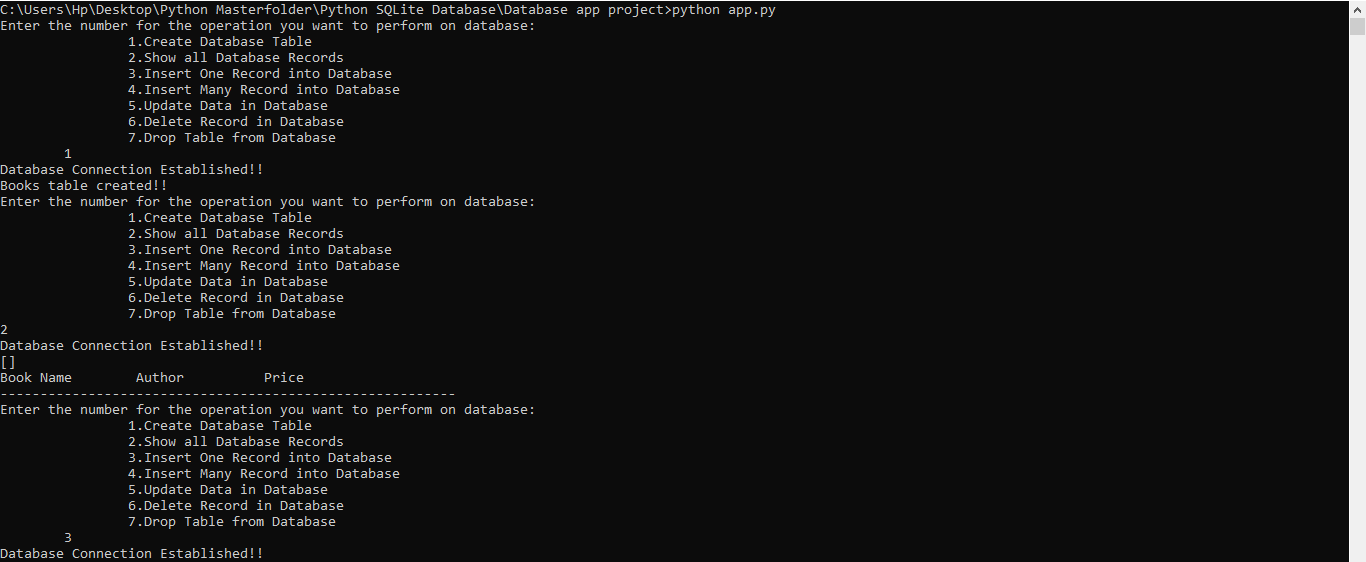 C:\Users\Hp\Desktop\Python Masterfolder\Python SQLite Database\Database app project>python app.py
Enter the number for the operation you want to perform on database:
1.Create Database Table
2.Show all Database Records
3.Insert One Record into Database
4.Insert Many Record into Database
5.Update Data in Database
6.Delete Record in Database
7.Drop Table from Database
1
Database Connection Established!!
Books table created!!
Enter the number for the operation you want to perform on database:
1.Create Database Table
2.Show all Database Records
3.Insert One Record into Database
4.Insert Many Record into Database
5.Update Data in Database
6.Delete Record in Database
7.Drop Table from Database
2
Database Connection Established!!
[]
Book Name        Author          Price
---------------------------------------------------------
Enter the number for the operation you want to perform on database:
1.Create Database Table
2.Show all Database Records
3.Insert One Record into Database
4.Insert Many Record into Database
5.Update Data in Database
6.Delete Record in Database
7.Drop Table from Database
3
Database Connection Established!!